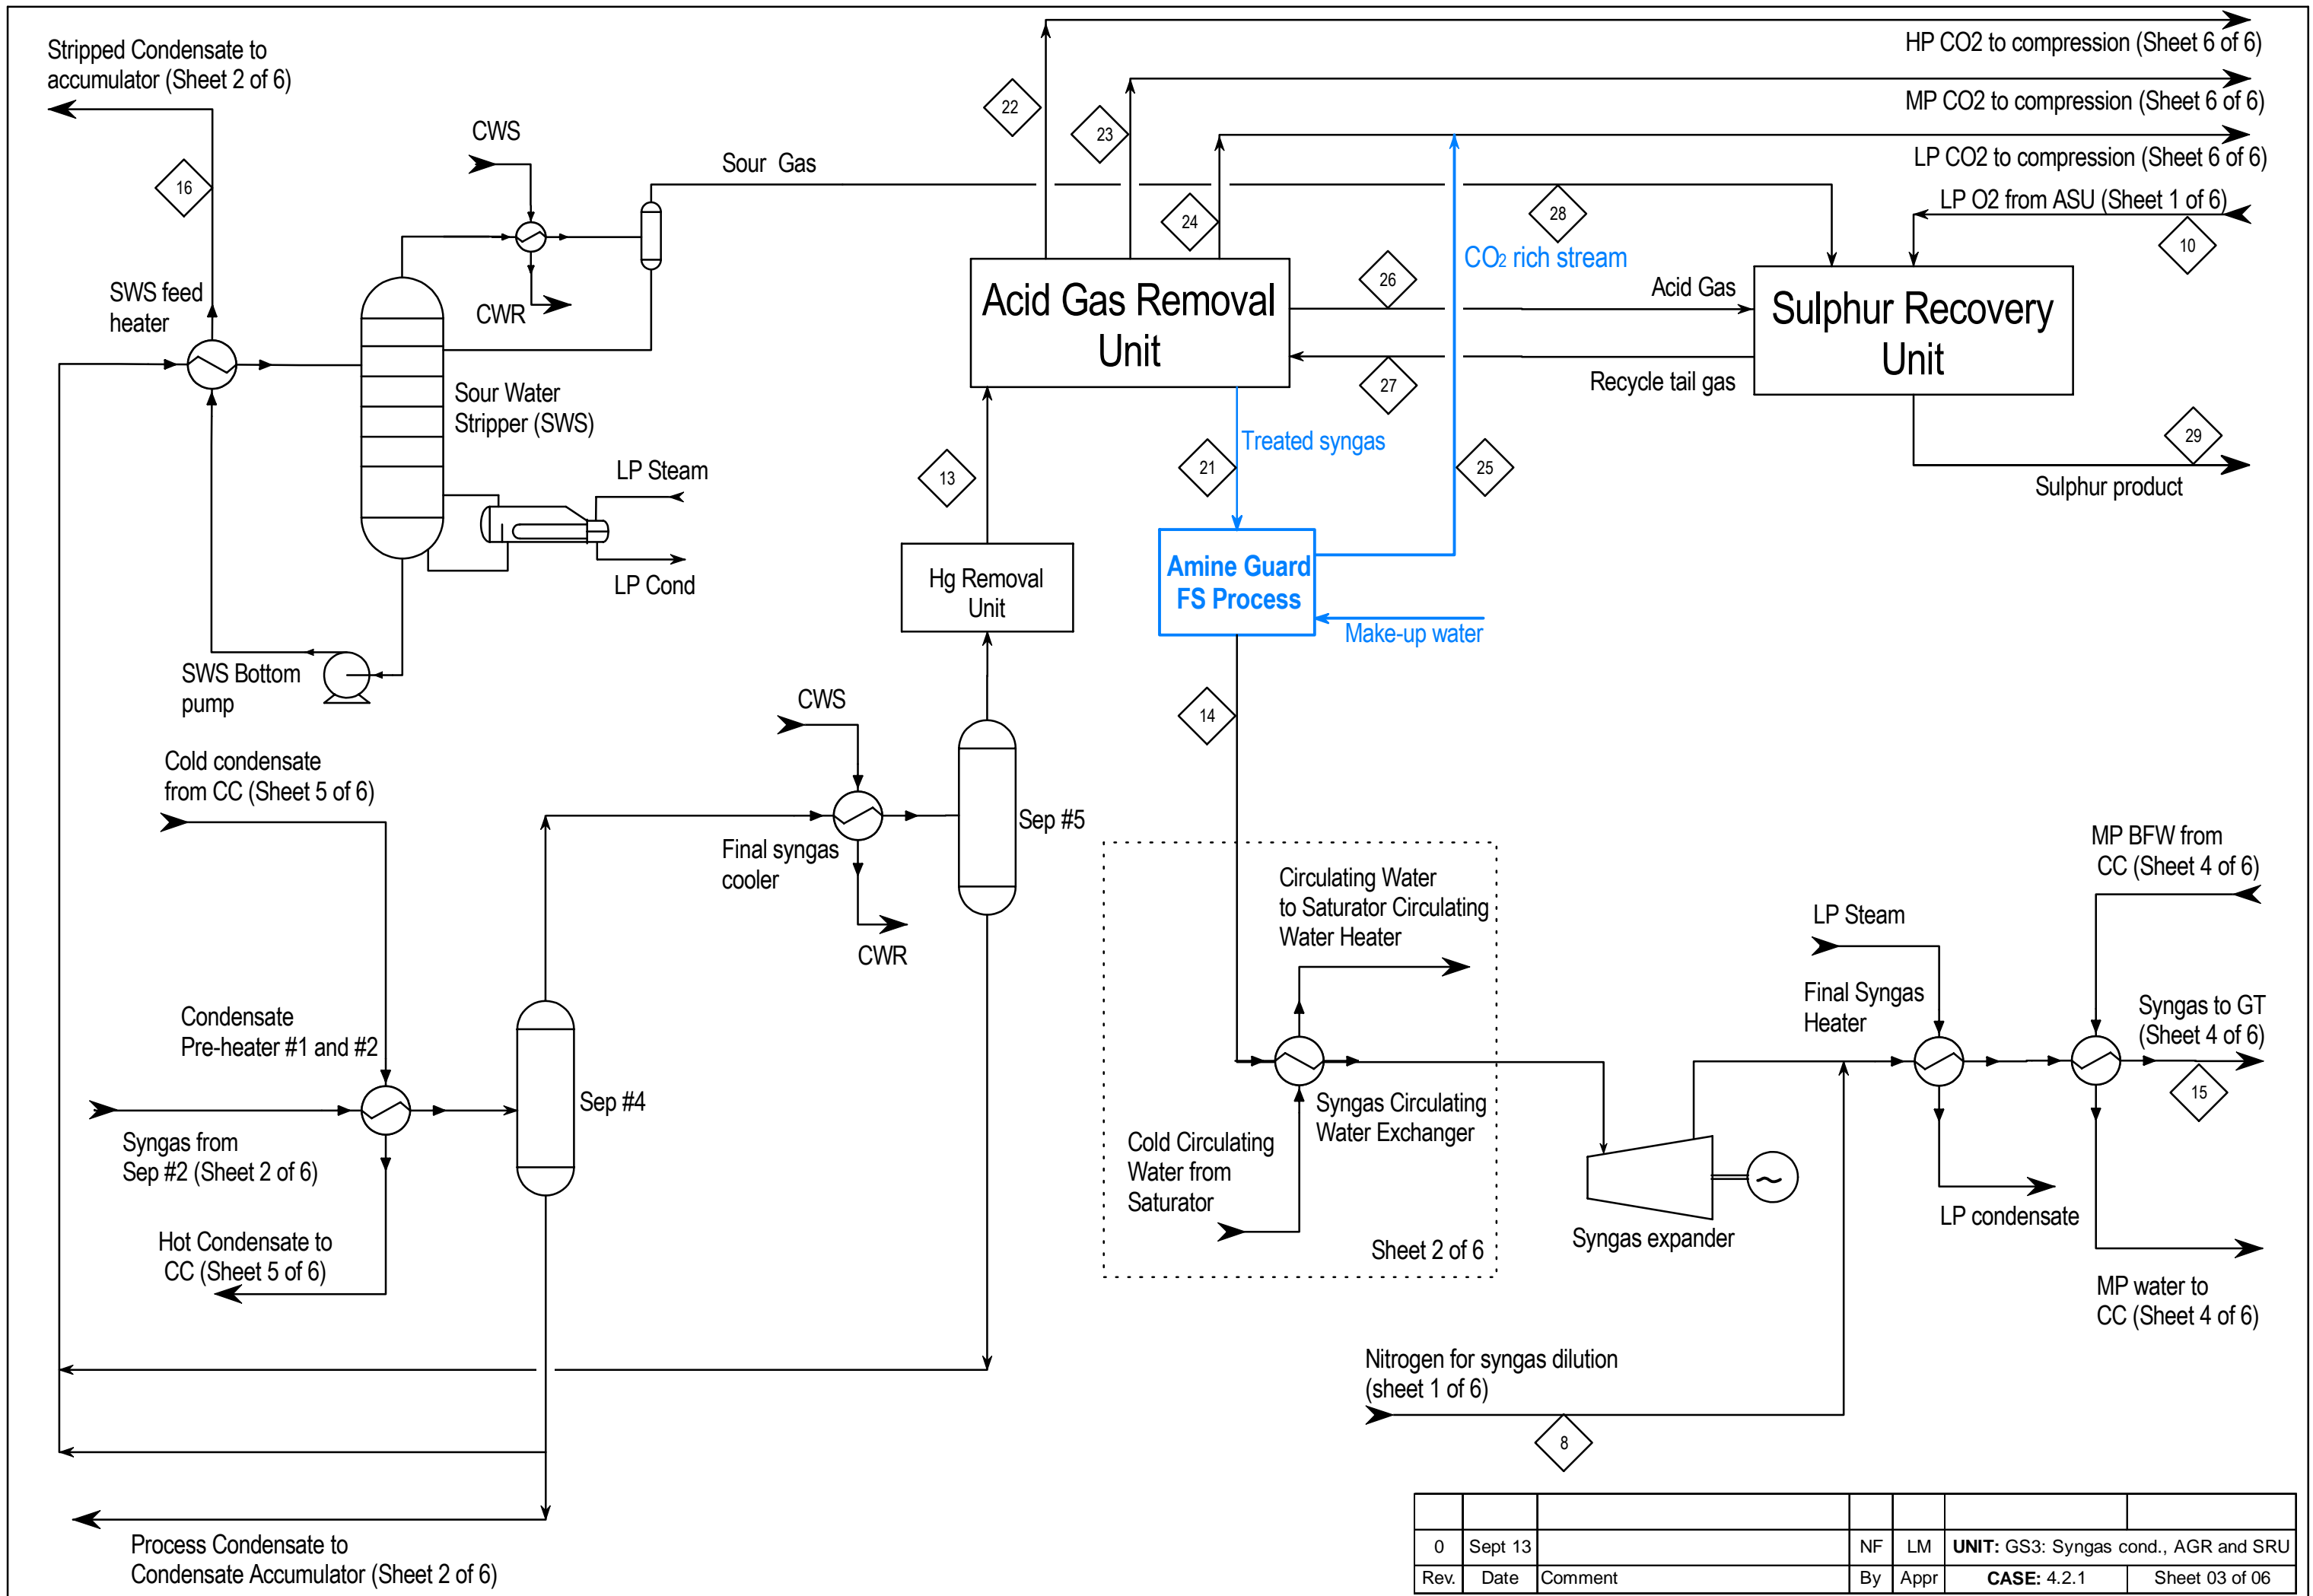 Stripped Condensate to
accumulator (Sheet 2 of 6)
HP CO2 to compression (Sheet 6 of 6)
MP CO2 to compression (Sheet 6 of 6)
LP CO2 to compression (Sheet 6 of 6)
LP O2 from ASU (Sheet 1 of 6)
22
23
24
16
28
10
CWS
CWR
Sour Gas
CO2 rich stream
SWS feed
heater
Acid Gas Removal
Unit
26
Acid Gas
Sulphur Recovery
Unit
27
Recycle tail gas
Sour Water
Stripper (SWS)
LP Steam
LP Cond
13
Treated syngas
21
25
29
Sulphur product
Hg Removal
Unit
Amine Guard
FS Process
Make-up water
SWS Bottom
pump
14
CWS
Cold condensate
from CC (Sheet 5 of 6)
Final syngas
cooler
Sep #5
CWR
Circulating Water
to Saturator Circulating
Water Heater
MP BFW from
CC (Sheet 4 of 6)
LP Steam
Final Syngas
Heater
Syngas to GT
(Sheet 4 of 6)
15
Condensate
Pre-heater #1 and #2
Sep #4
Syngas from
Sep #2 (Sheet 2 of 6)
Syngas Circulating
Water Exchanger
Cold Circulating
Water from
Saturator
Sheet 2 of 6
Syngas expander
LP condensate
Hot Condensate to
CC (Sheet 5 of 6)
MP water to
CC (Sheet 4 of 6)
Nitrogen for syngas dilution
(sheet 1 of 6)
8
Process Condensate to
Condensate Accumulator (Sheet 2 of 6)
0 Sept 13 NF LM UNIT: GS3: Syngas cond., AGR and SRU
Rev. Date Comment By Appr CASE: 4.2.1 Sheet 03 of 06